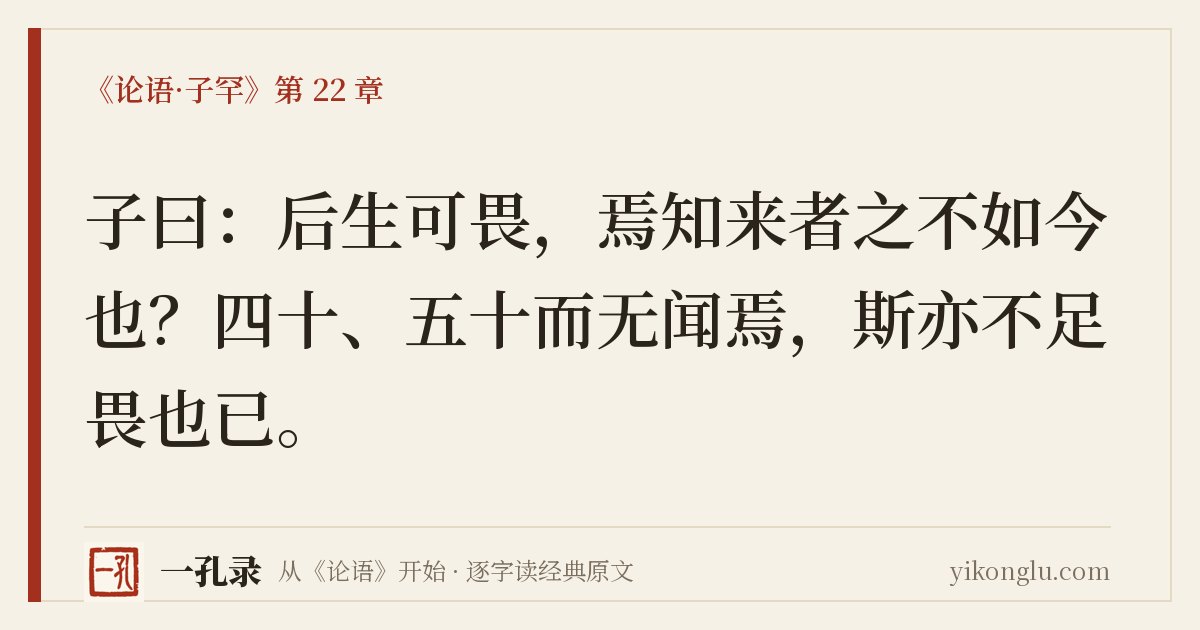 《论语·子罕》第 22 章
子曰：后生可畏，焉知来者之不如今
也？四十、五十而无闻焉，斯亦不足
畏也已。
一孔
一孔录 从《论语》开始 · 逐字读经典原文 yikonglu.com